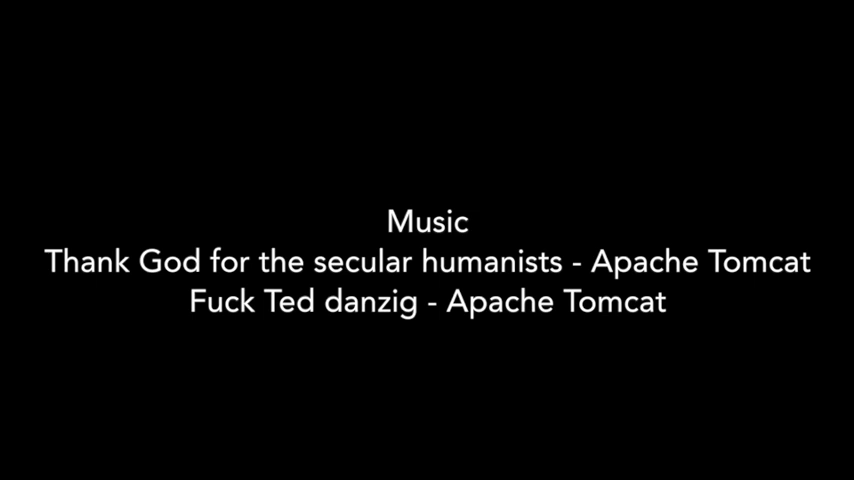 Music
Thank God for the secular humanists - Apache Tomcat
Fuck Ted danzig - Apache Tomcat